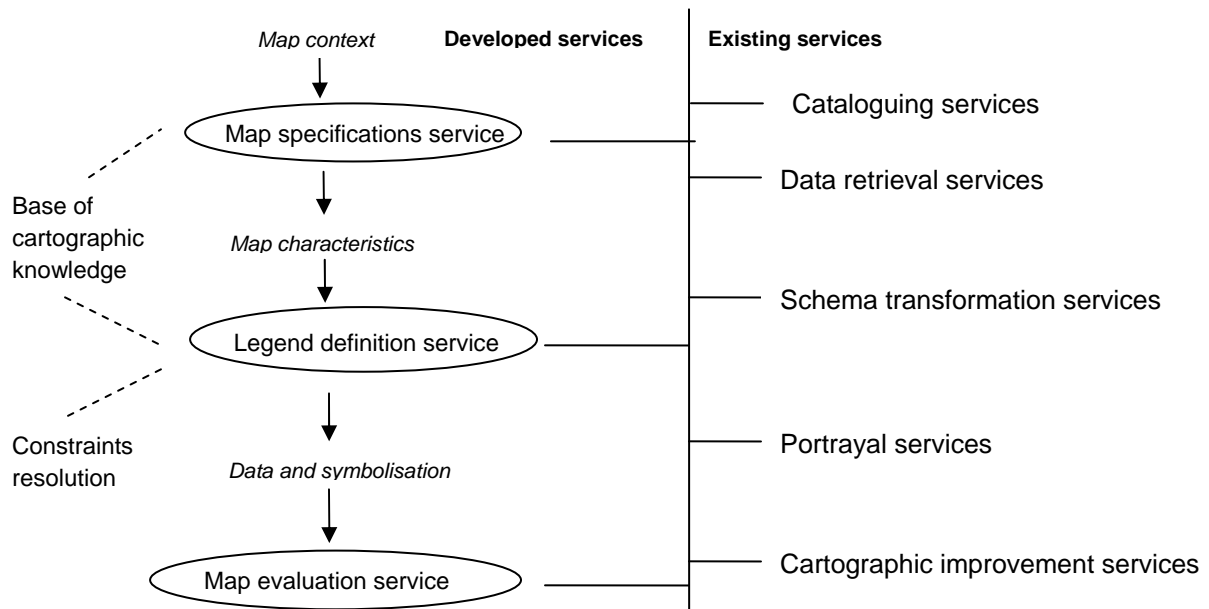 Map context
Developed services
Existing services
Cataloguing services
Map specifications service
Data retrieval services
Base of
cartographic
knowledge
Map characteristics
Schema transformation services
Legend definition service
Constraints
resolution
Portrayal services
Data and symbolisation
Cartographic improvement services
Map evaluation service